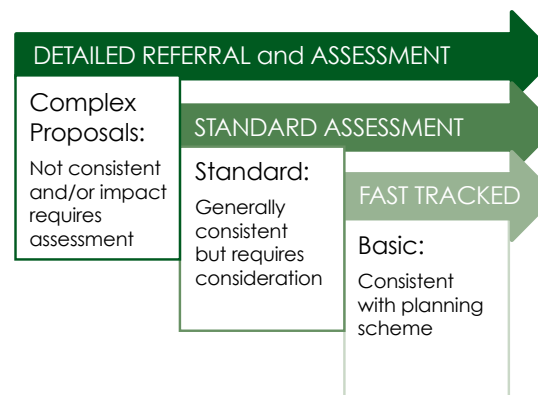 DETAILED REFERRAL and ASSESSMENT
Complex
Proposals:
Not consistent
and/or impact
requires
assessment
STANDARD ASSESSMENT
Standard:
Generally
consistent
but requires
consideration
FAST TRACKED
Basic:
Consistent
with planning
scheme